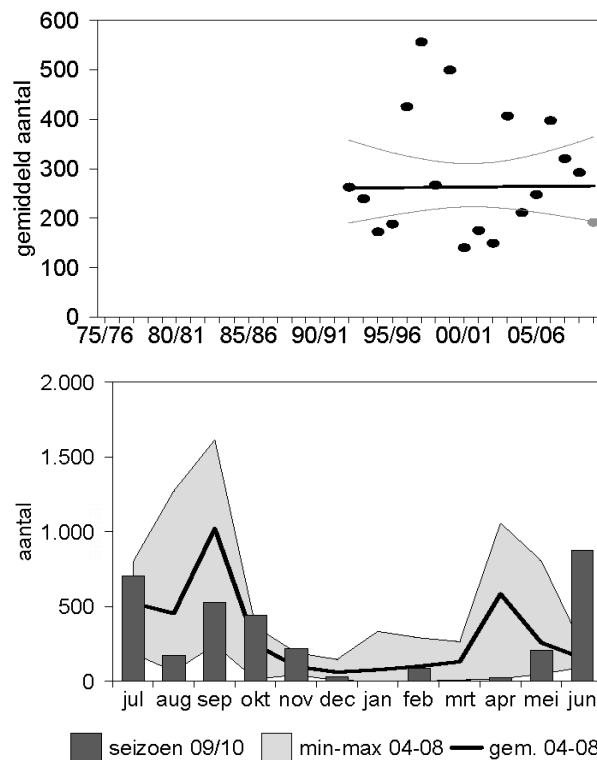 600
500
400
300
200
100
0
gemiddeld aantal
75/76 80/81 85/86 90/91 95/96 00/01 05/06
2.000
1.500
1.000
500
0
aantal
jul aug sep okt nov dec jan feb mrt apr mei jun
seizoen 09/10 min-max 04-08 gem. 04-08